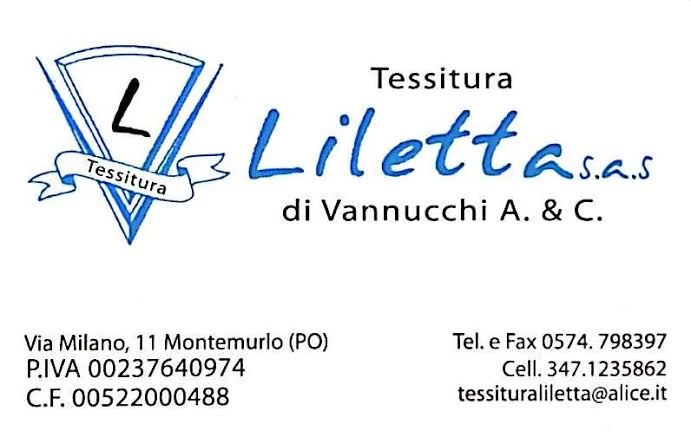 L
Tessitura
Tessitura
Liletta s.a.s
di Vannucchi A. & C.
Via Milano, 11 Montemurlo (PO)
P.IVA 00237640974
C.F. 00522000488
Tel. e Fax 0574. 798397
Cell. 347.1235862
tessituraliletta@alice.it